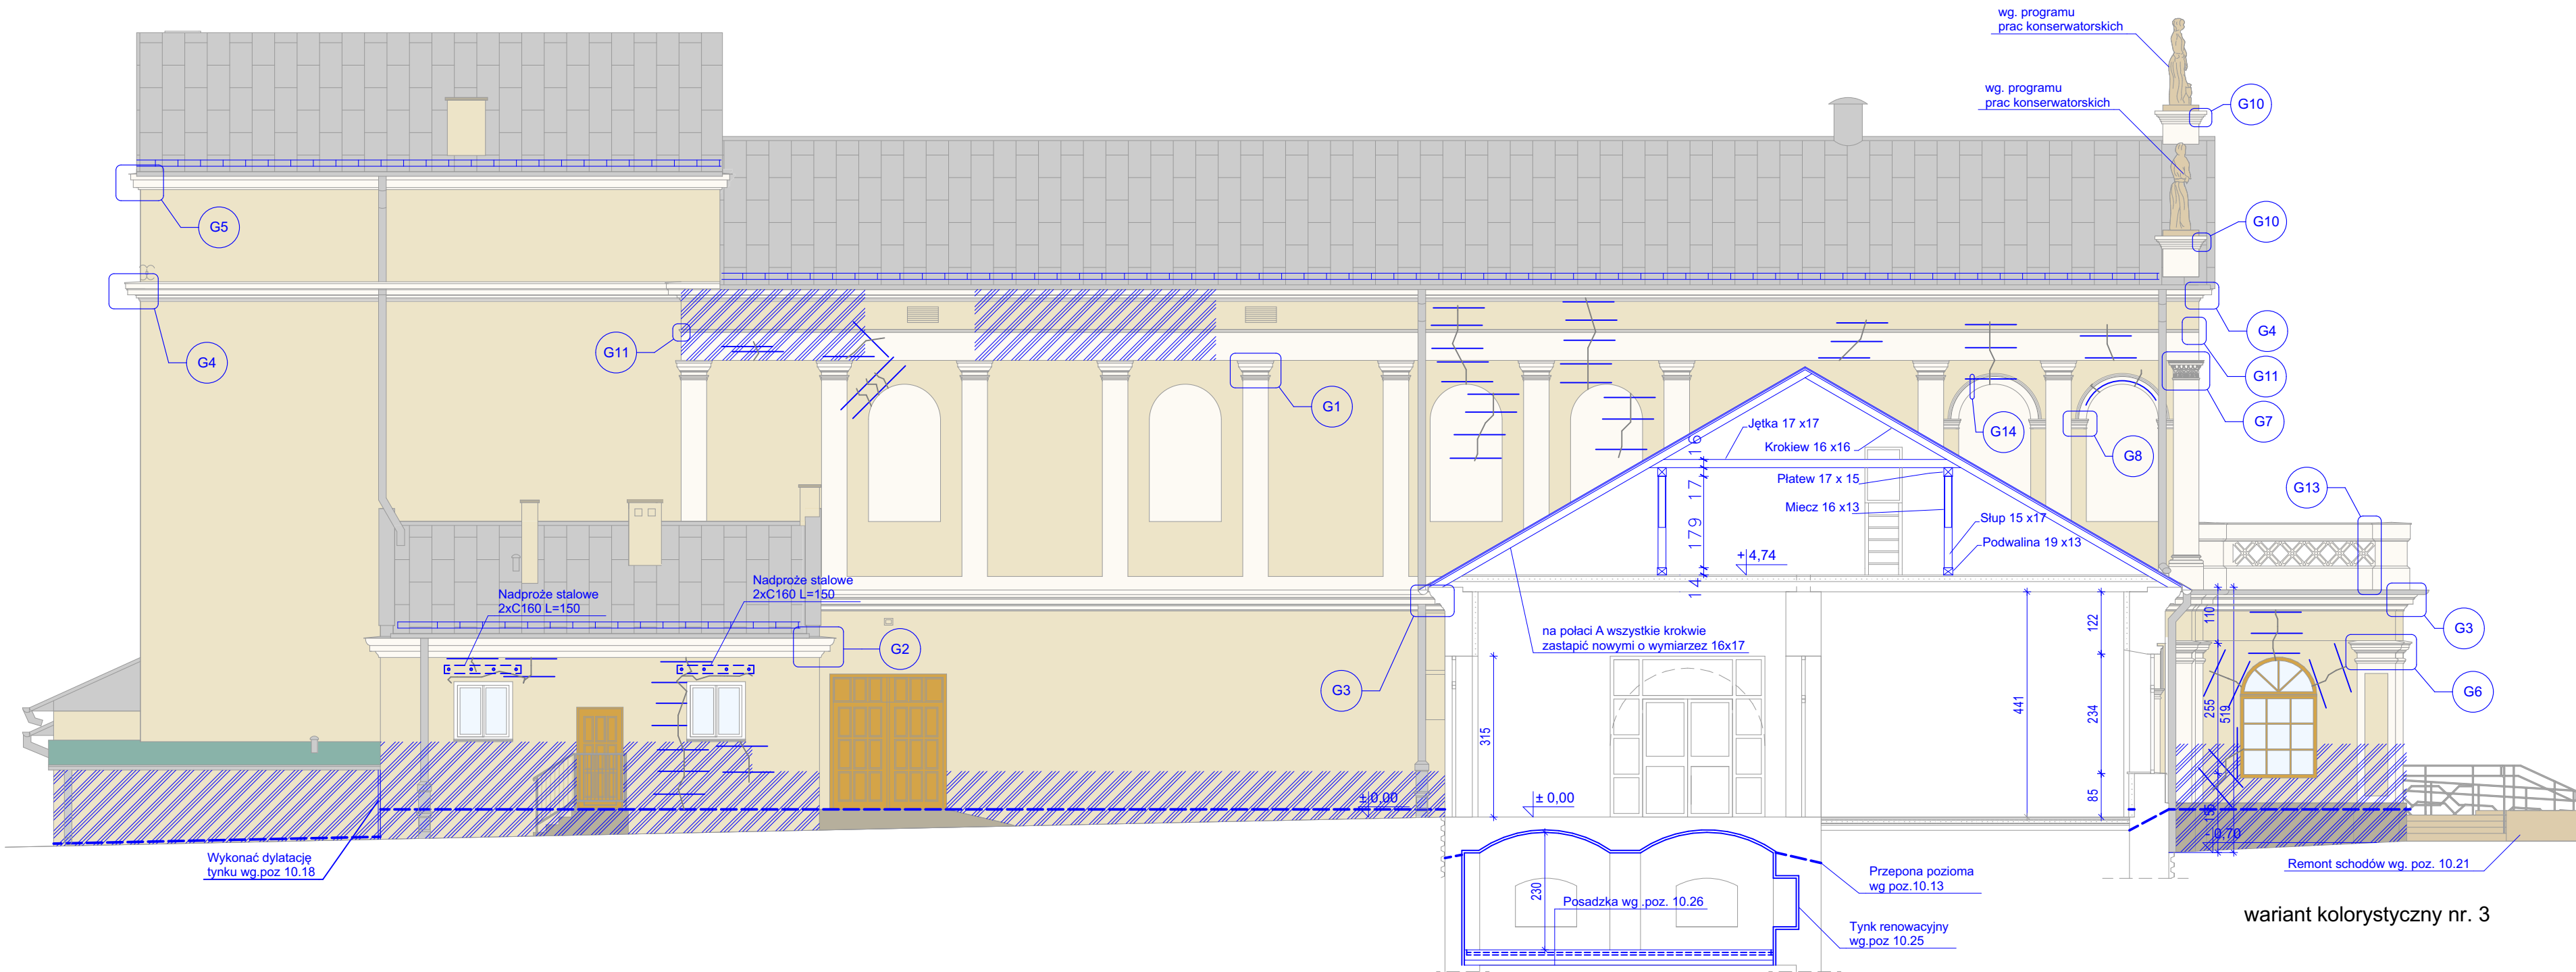 wg. programu
prac konserwatorskich
wg. programu
prac konserwatorskich
G10
G10
G5
G4
G11
G1
G4
G11
G7
G14
G8
G13
Jętka 17 x17
Krokiew 16 x16
Płatew 17 x 15
Miecz 16 x13
Słup 15 x17
Podwalina 19 x13
16
17
179
14
+4,74
Nadproże stalowe
2xC160 L=150
Nadproże stalowe
2xC160 L=150
G2
G3
na połaci A wszystkie krokwie
zastąpić nowymi o wymiarzez 16x17
G3
G6
315
441
122
234
85
110
255
519
155
± 0,00
± 0,00
- 0,70
Wykonać dylatację
tynku wg.poz 10.18
230
Posadzka wg .poz. 10.26
Przepona pozioma
wg poz.10.13
Tynk renowacyjny
wg.poz 10.25
Remont schodów wg. poz. 10.21
wariant kolorystyczny nr. 3